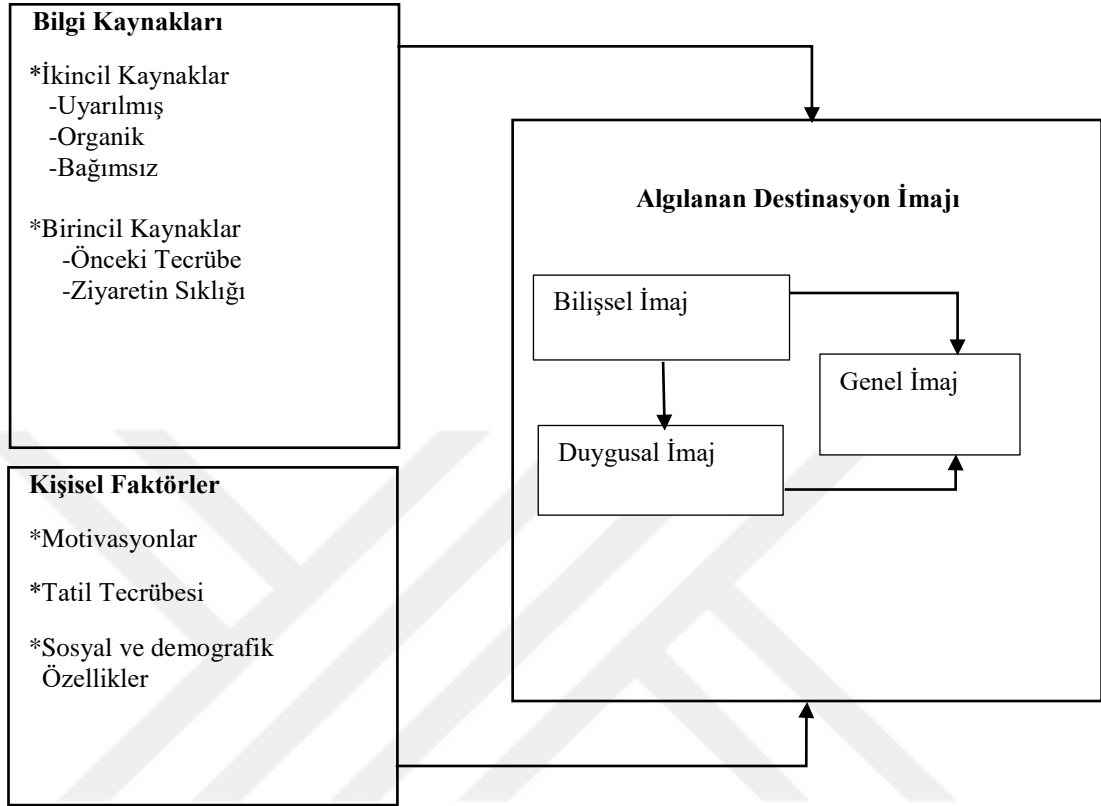 Bilgi Kaynakları
*İkincil Kaynaklar
-Uyarılmış
-Organik
-Bağımsız
*Birincil Kaynaklar
-Önceki Tecrübe
-Ziyaretin Sıklığı
Kişisel Faktörler
*Motivasyonlar
*Tatil Tecrübesi
*Sosyal ve demografik
Özellikler
Algılanan Destinasyon İmajı
Bilişsel İmaj
Genel İmaj
Duygusal İmaj